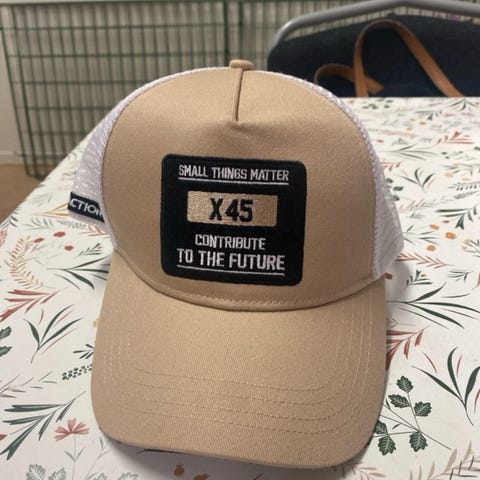 SMALL THINGS MATTER
X45
CONTRIBUTE
TO THE FUTURE